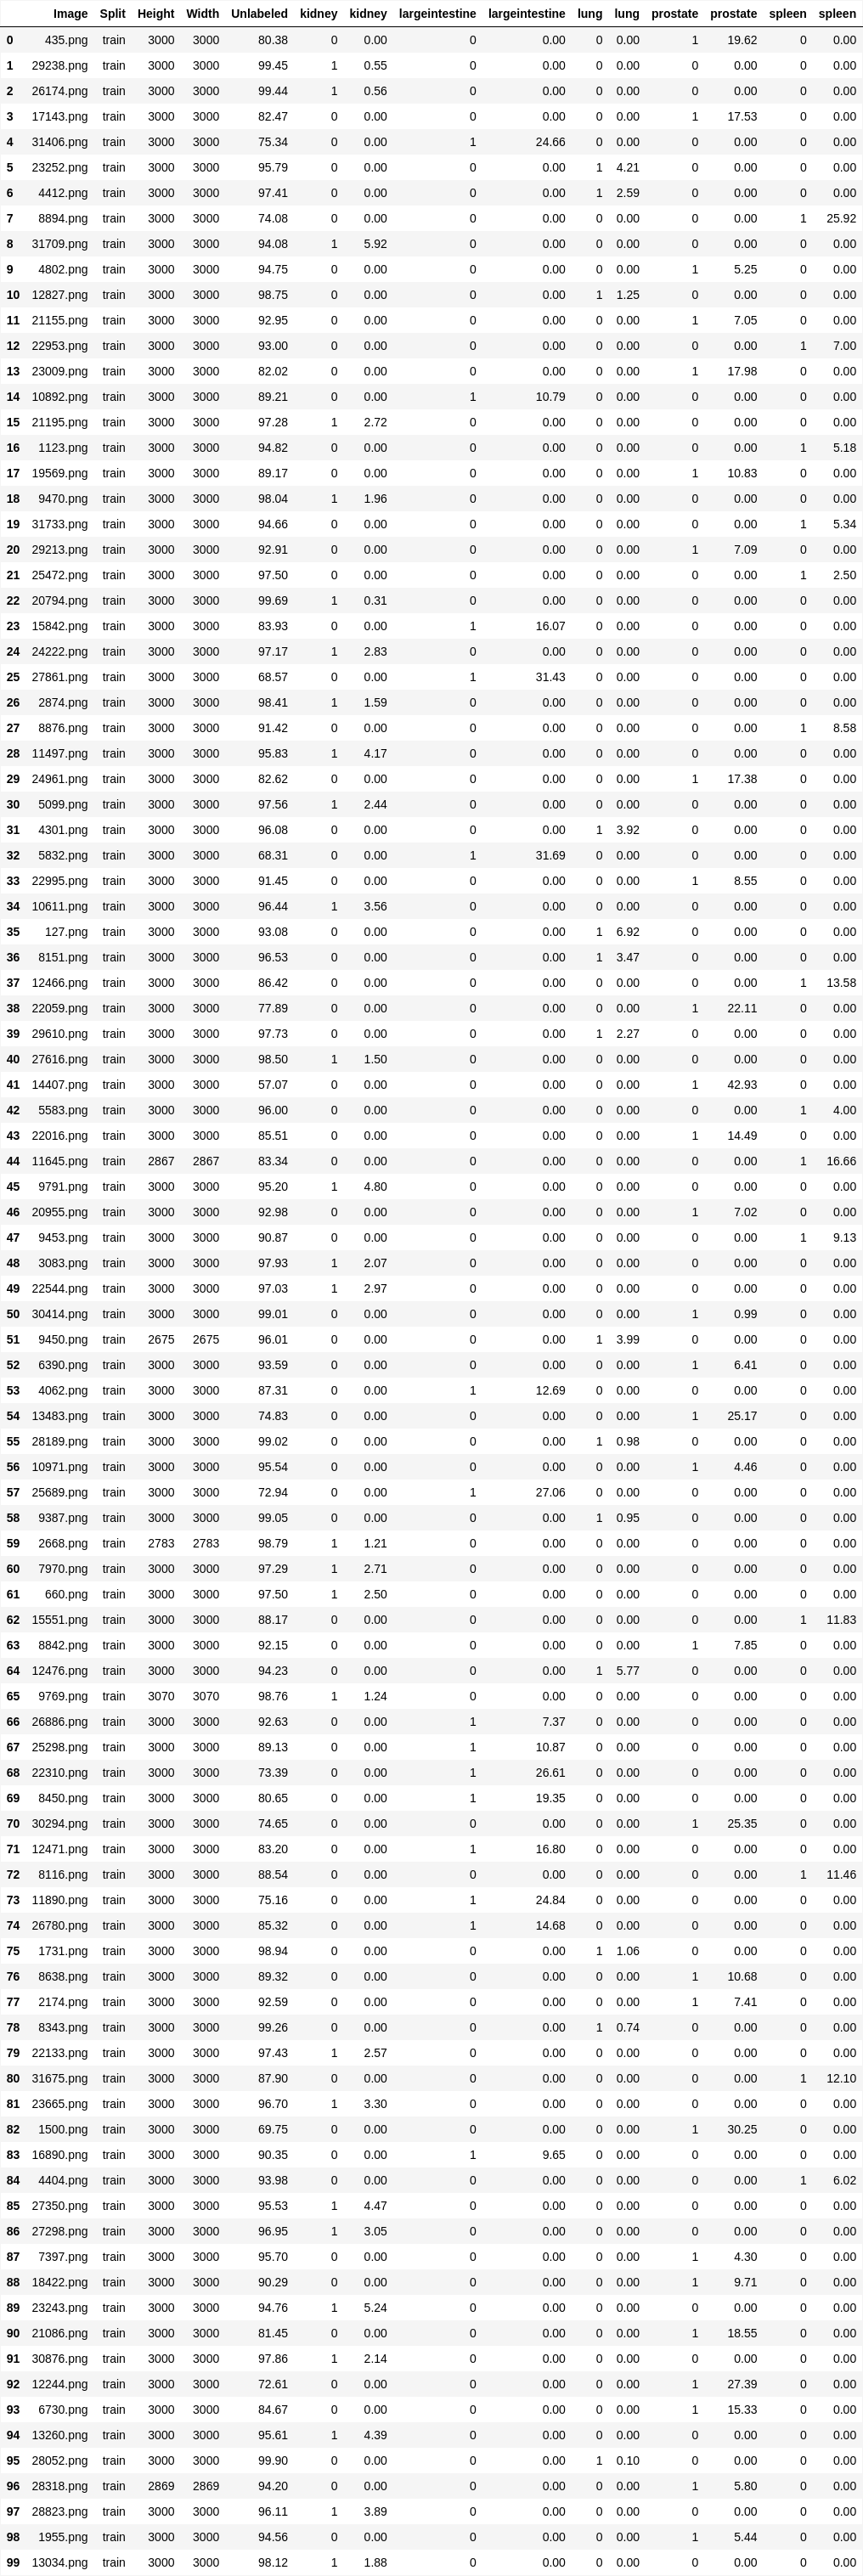 Image Split Height Width Unlabeled kidney kidney largeintestine largeintestine lung lung prostate prostate spleen spleen
0 435.png train 3000 3000 80.38 0 0.00 0 0.00 0 0.00 1 19.62 0 0.00
1 29238.png train 3000 3000 99.45 1 0.55 0 0.00 0 0.00 0 0.00 0 0.00
2 26174.png train 3000 3000 99.44 1 0.56 0 0.00 0 0.00 0 0.00 0 0.00
3 17143.png train 3000 3000 82.47 0 0.00 0 0.00 0 0.00 1 17.53 0 0.00
4 31406.png train 3000 3000 75.34 0 0.00 1 24.66 0 0.00 0 0.00 0 0.00
5 23252.png train 3000 3000 95.79 0 0.00 0 0.00 1 4.21 0 0.00 0 0.00
6 4412.png train 3000 3000 97.41 0 0.00 0 0.00 1 2.59 0 0.00 0 0.00
7 8894.png train 3000 3000 74.08 0 0.00 0 0.00 0 0.00 0 0.00 1 25.92
8 31709.png train 3000 3000 94.08 1 5.92 0 0.00 0 0.00 0 0.00 0 0.00
9 4802.png train 3000 3000 94.75 0 0.00 0 0.00 0 0.00 1 5.25 0 0.00
10 12827.png train 3000 3000 98.75 0 0.00 0 0.00 1 1.25 0 0.00 0 0.00
11 21155.png train 3000 3000 92.95 0 0.00 0 0.00 0 0.00 1 7.05 0 0.00
12 22953.png train 3000 3000 93.00 0 0.00 0 0.00 0 0.00 0 0.00 1 7.00
13 23009.png train 3000 3000 82.02 0 0.00 0 0.00 0 0.00 1 17.98 0 0.00
14 10892.png train 3000 3000 89.21 0 0.00 1 10.79 0 0.00 0 0.00 0 0.00
15 21195.png train 3000 3000 97.28 1 2.72 0 0.00 0 0.00 0 0.00 0 0.00
16 1123.png train 3000 3000 94.82 0 0.00 0 0.00 0 0.00 0 0.00 1 5.18
17 19569.png train 3000 3000 89.17 0 0.00 0 0.00 0 0.00 1 10.83 0 0.00
18 9470.png train 3000 3000 98.04 1 1.96 0 0.00 0 0.00 0 0.00 0 0.00
19 31733.png train 3000 3000 94.66 0 0.00 0 0.00 0 0.00 0 0.00 1 5.34
20 29213.png train 3000 3000 92.91 0 0.00 0 0.00 0 0.00 1 7.09 0 0.00
21 25472.png train 3000 3000 97.50 0 0.00 0 0.00 0 0.00 0 0.00 1 2.50
22 20794.png train 3000 3000 99.69 1 0.31 0 0.00 0 0.00 0 0.00 0 0.00
23 15842.png train 3000 3000 83.93 0 0.00 1 16.07 0 0.00 0 0.00 0 0.00
24 24222.png train 3000 3000 97.17 1 2.83 0 0.00 0 0.00 0 0.00 0 0.00
25 27861.png train 3000 3000 68.57 0 0.00 1 31.43 0 0.00 0 0.00 0 0.00
26 2874.png train 3000 3000 98.41 1 1.59 0 0.00 0 0.00 0 0.00 0 0.00
27 8876.png train 3000 3000 91.42 0 0.00 0 0.00 0 0.00 0 0.00 1 8.58
28 11497.png train 3000 3000 95.83 1 4.17 0 0.00 0 0.00 0 0.00 0 0.00
29 24961.png train 3000 3000 82.62 0 0.00 0 0.00 0 0.00 1 17.38 0 0.00
30 5099.png train 3000 3000 97.56 1 2.44 0 0.00 0 0.00 0 0.00 0 0.00
31 4301.png train 3000 3000 96.08 0 0.00 0 0.00 1 3.92 0 0.00 0 0.00
32 5832.png train 3000 3000 68.31 0 0.00 1 31.69 0 0.00 0 0.00 0 0.00
33 22995.png train 3000 3000 91.45 0 0.00 0 0.00 0 0.00 1 8.55 0 0.00
34 10611.png train 3000 3000 96.44 1 3.56 0 0.00 0 0.00 0 0.00 0 0.00
35 127.png train 3000 3000 93.08 0 0.00 0 0.00 1 6.92 0 0.00 0 0.00
36 8151.png train 3000 3000 96.53 0 0.00 0 0.00 1 3.47 0 0.00 0 0.00
37 12466.png train 3000 3000 86.42 0 0.00 0 0.00 0 0.00 0 0.00 1 13.58
38 22059.png train 3000 3000 77.89 0 0.00 0 0.00 0 0.00 1 22.11 0 0.00
39 29610.png train 3000 3000 97.73 0 0.00 0 0.00 1 2.27 0 0.00 0 0.00
40 27616.png train 3000 3000 98.50 1 1.50 0 0.00 0 0.00 0 0.00 0 0.00
41 14407.png train 3000 3000 57.07 0 0.00 0 0.00 0 0.00 1 42.93 0 0.00
42 5583.png train 3000 3000 96.00 0 0.00 0 0.00 0 0.00 0 0.00 1 4.00
43 22016.png train 3000 3000 85.51 0 0.00 0 0.00 0 0.00 1 14.49 0 0.00
44 11645.png train 2867 2867 83.34 0 0.00 0 0.00 0 0.00 0 0.00 1 16.66
45 9791.png train 3000 3000 95.20 1 4.80 0 0.00 0 0.00 0 0.00 0 0.00
46 20955.png train 3000 3000 92.98 0 0.00 0 0.00 0 0.00 1 7.02 0 0.00
47 9453.png train 3000 3000 90.87 0 0.00 0 0.00 0 0.00 0 0.00 1 9.13
48 3083.png train 3000 3000 97.93 1 2.07 0 0.00 0 0.00 0 0.00 0 0.00
49 22544.png train 3000 3000 97.03 1 2.97 0 0.00 0 0.00 0 0.00 0 0.00
50 30414.png train 3000 3000 99.01 0 0.00 0 0.00 0 0.00 1 0.99 0 0.00
51 9450.png train 2675 2675 96.01 0 0.00 0 0.00 1 3.99 0 0.00 0 0.00
52 6390.png train 3000 3000 93.59 0 0.00 0 0.00 0 0.00 1 6.41 0 0.00
53 4062.png train 3000 3000 87.31 0 0.00 1 12.69 0 0.00 0 0.00 0 0.00
54 13483.png train 3000 3000 74.83 0 0.00 0 0.00 0 0.00 1 25.17 0 0.00
55 28189.png train 3000 3000 99.02 0 0.00 0 0.00 1 0.98 0 0.00 0 0.00
56 10971.png train 3000 3000 95.54 0 0.00 0 0.00 0 0.00 1 4.46 0 0.00
57 25689.png train 3000 3000 72.94 0 0.00 1 27.06 0 0.00 0 0.00 0 0.00
58 9387.png train 3000 3000 99.05 0 0.00 0 0.00 1 0.95 0 0.00 0 0.00
59 2668.png train 2783 2783 98.79 1 1.21 0 0.00 0 0.00 0 0.00 0 0.00
60 7970.png train 3000 3000 97.29 1 2.71 0 0.00 0 0.00 0 0.00 0 0.00
61 660.png train 3000 3000 97.50 1 2.50 0 0.00 0 0.00 0 0.00 0 0.00
62 15551.png train 3000 3000 88.17 0 0.00 0 0.00 0 0.00 0 0.00 1 11.83
63 8842.png train 3000 3000 92.15 0 0.00 0 0.00 0 0.00 1 7.85 0 0.00
64 12476.png train 3000 3000 94.23 0 0.00 0 0.00 1 5.77 0 0.00 0 0.00
65 9769.png train 3070 3070 98.76 1 1.24 0 0.00 0 0.00 0 0.00 0 0.00
66 26886.png train 3000 3000 92.63 0 0.00 1 7.37 0 0.00 0 0.00 0 0.00
67 25298.png train 3000 3000 89.13 0 0.00 1 10.87 0 0.00 0 0.00 0 0.00
68 22310.png train 3000 3000 73.39 0 0.00 1 26.61 0 0.00 0 0.00 0 0.00
69 8450.png train 3000 3000 80.65 0 0.00 1 19.35 0 0.00 0 0.00 0 0.00
70 30294.png train 3000 3000 74.65 0 0.00 0 0.00 0 0.00 1 25.35 0 0.00
71 12471.png train 3000 3000 83.20 0 0.00 1 16.80 0 0.00 0 0.00 0 0.00
72 8116.png train 3000 3000 88.54 0 0.00 0 0.00 0 0.00 0 0.00 1 11.46
73 11890.png train 3000 3000 75.16 0 0.00 1 24.84 0 0.00 0 0.00 0 0.00
74 26780.png train 3000 3000 85.32 0 0.00 1 14.68 0 0.00 0 0.00 0 0.00
75 1731.png train 3000 3000 98.94 0 0.00 0 0.00 1 1.06 0 0.00 0 0.00
76 8638.png train 3000 3000 89.32 0 0.00 0 0.00 0 0.00 1 10.68 0 0.00
77 2174.png train 3000 3000 92.59 0 0.00 0 0.00 0 0.00 1 7.41 0 0.00
78 8343.png train 3000 3000 99.26 0 0.00 0 0.00 1 0.74 0 0.00 0 0.00
79 22133.png train 3000 3000 97.43 1 2.57 0 0.00 0 0.00 0 0.00 0 0.00
80 31675.png train 3000 3000 87.90 0 0.00 0 0.00 0 0.00 0 0.00 1 12.10
81 23665.png train 3000 3000 96.70 1 3.30 0 0.00 0 0.00 0 0.00 0 0.00
82 1500.png train 3000 3000 69.75 0 0.00 0 0.00 0 0.00 1 30.25 0 0.00
83 16890.png train 3000 3000 90.35 0 0.00 1 9.65 0 0.00 0 0.00 0 0.00
84 4404.png train 3000 3000 93.98 0 0.00 0 0.00 0 0.00 0 0.00 1 6.02
85 27350.png train 3000 3000 95.53 1 4.47 0 0.00 0 0.00 0 0.00 0 0.00
86 27298.png train 3000 3000 96.95 1 3.05 0 0.00 0 0.00 0 0.00 0 0.00
87 7397.png train 3000 3000 95.70 0 0.00 0 0.00 0 0.00 1 4.30 0 0.00
88 18422.png train 3000 3000 90.29 0 0.00 0 0.00 0 0.00 1 9.71 0 0.00
89 23243.png train 3000 3000 94.76 1 5.24 0 0.00 0 0.00 0 0.00 0 0.00
90 21086.png train 3000 3000 81.45 0 0.00 0 0.00 0 0.00 1 18.55 0 0.00
91 30876.png train 3000 3000 97.86 1 2.14 0 0.00 0 0.00 0 0.00 0 0.00
92 12244.png train 3000 3000 72.61 0 0.00 0 0.00 0 0.00 1 27.39 0 0.00
93 6730.png train 3000 3000 84.67 0 0.00 0 0.00 0 0.00 1 15.33 0 0.00
94 13260.png train 3000 3000 95.61 1 4.39 0 0.00 0 0.00 0 0.00 0 0.00
95 28052.png train 3000 3000 99.90 0 0.00 0 0.00 1 0.10 0 0.00 0 0.00
96 28318.png train 2869 2869 94.20 0 0.00 0 0.00 0 0.00 1 5.80 0 0.00
97 28823.png train 3000 3000 96.11 1 3.89 0 0.00 0 0.00 0 0.00 0 0.00
98 1955.png train 3000 3000 94.56 0 0.00 0 0.00 0 0.00 1 5.44 0 0.00
99 13034.png train 3000 3000 98.12 1 1.88 0 0.00 0 0.00 0 0.00 0 0.00